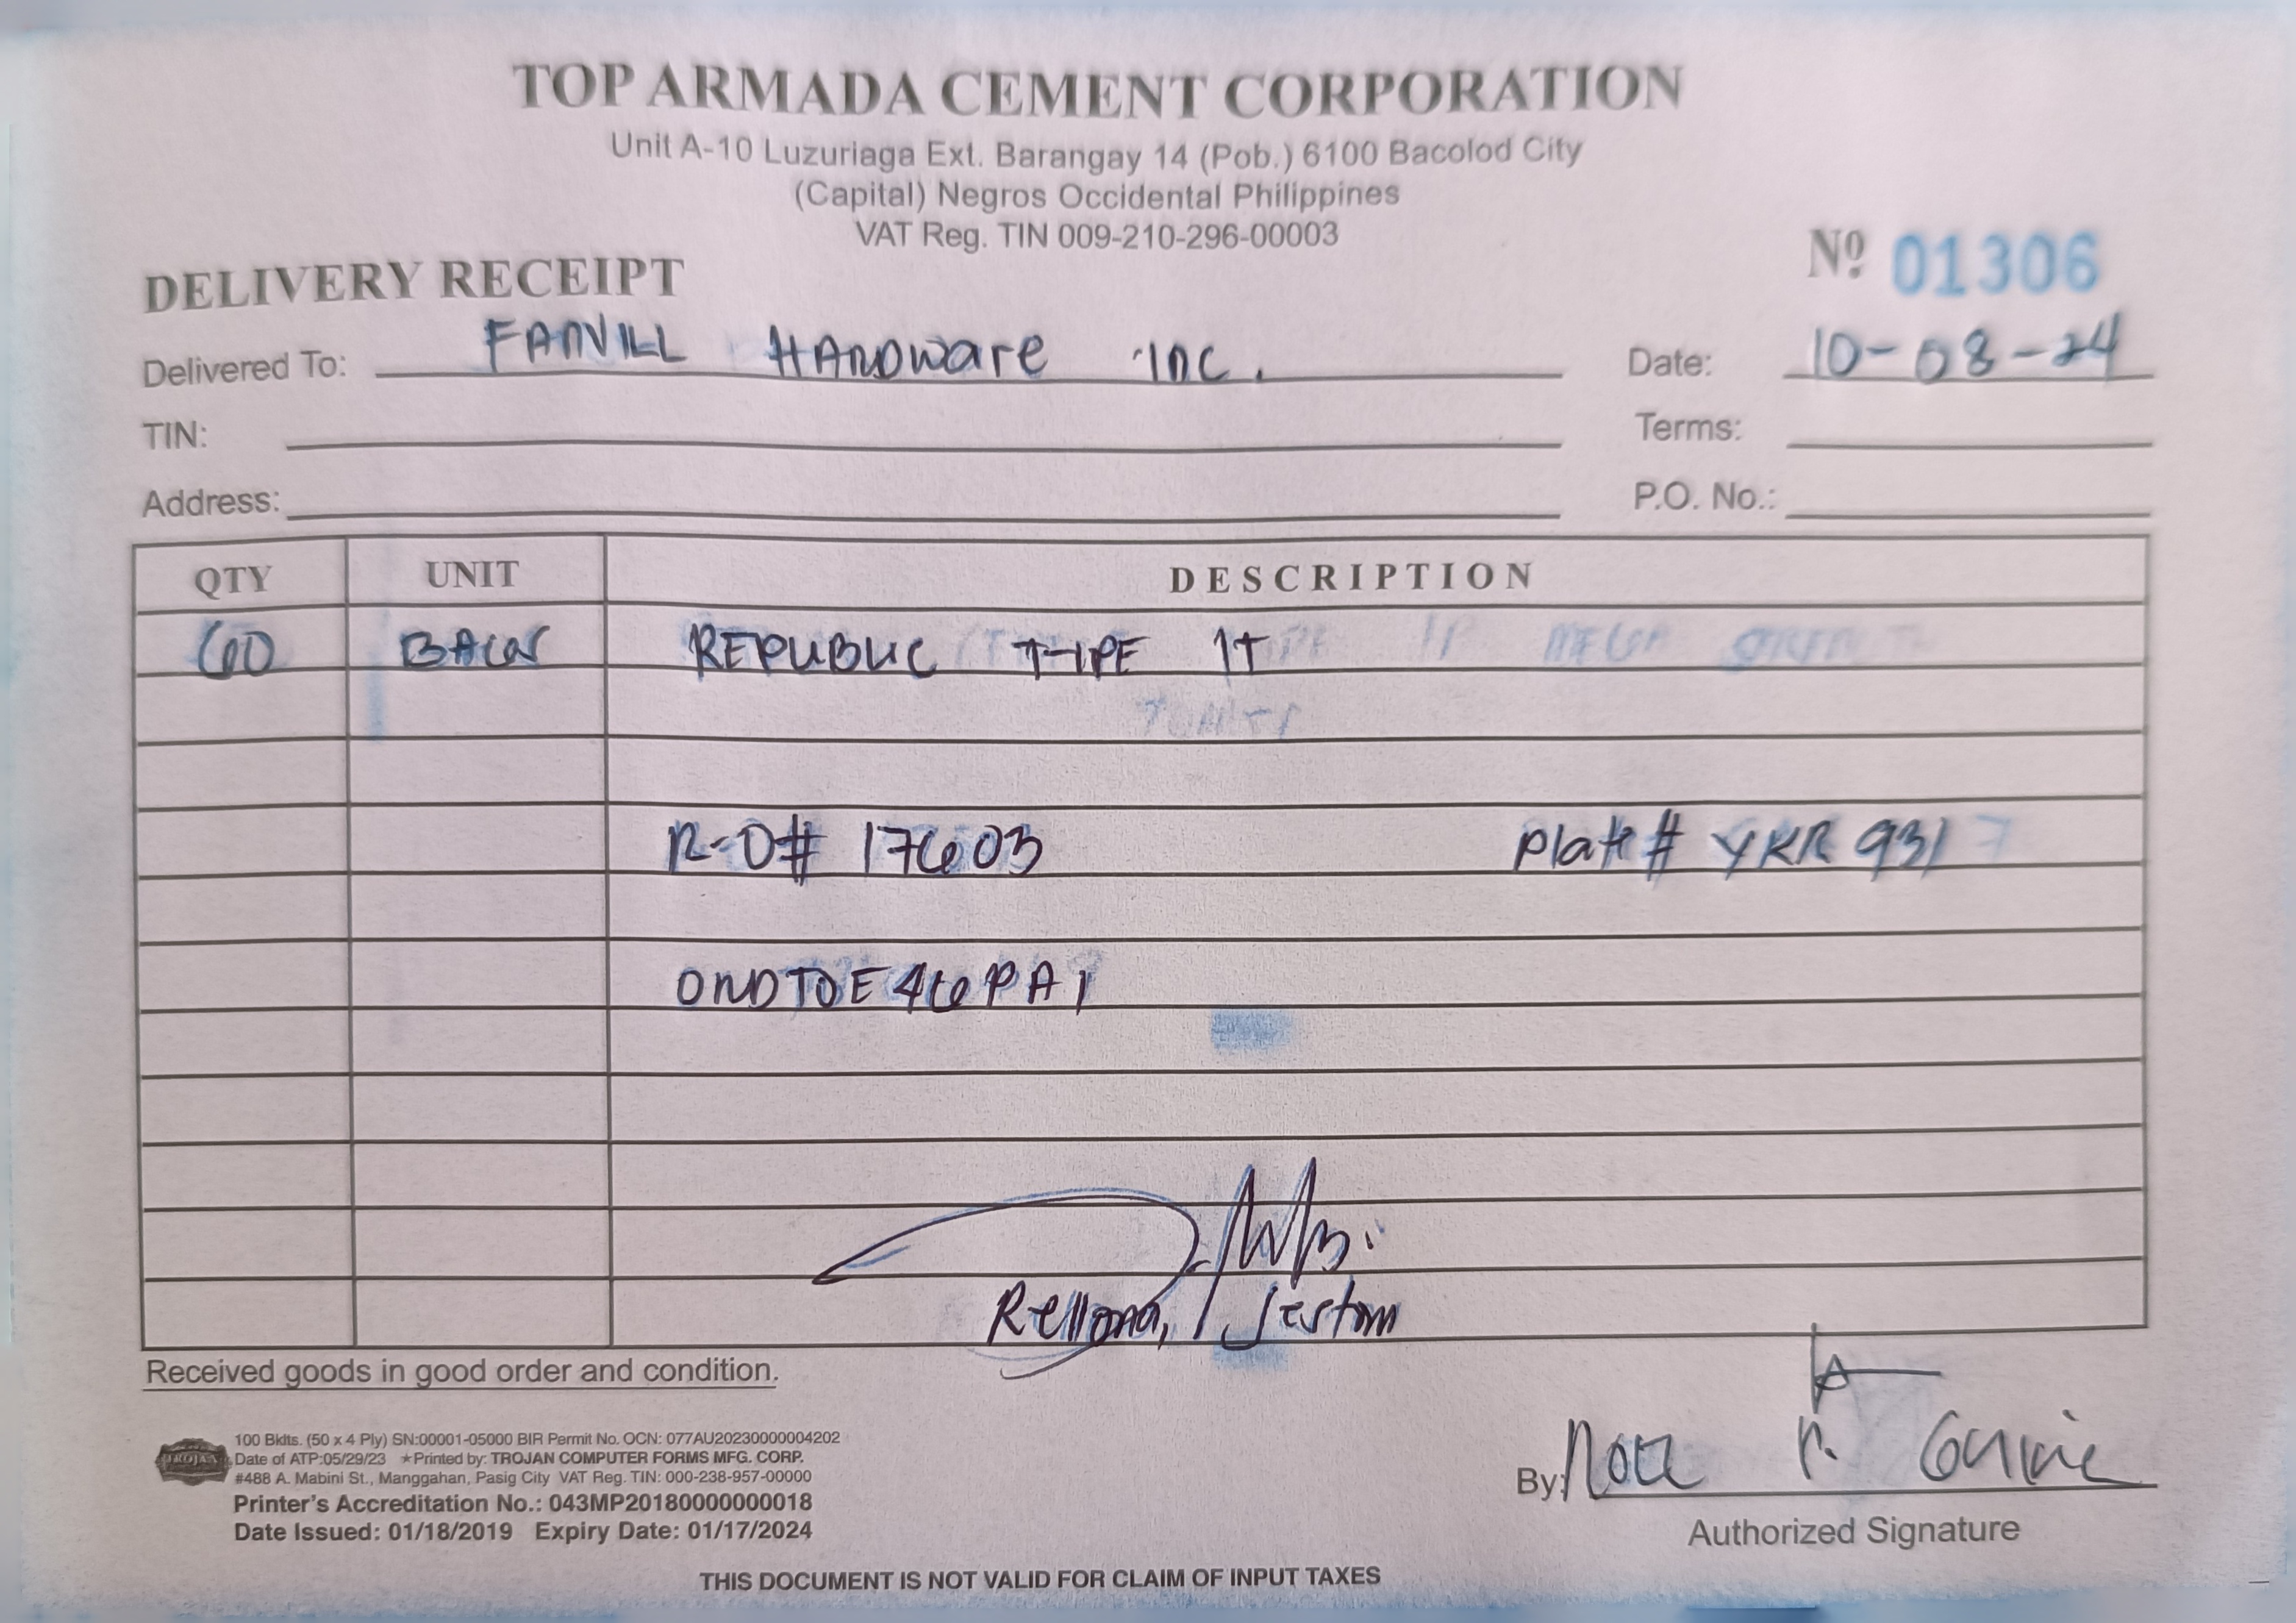 TOP ARMADA CEMENT CORPORATION
Unit A-10 Luzuriaga Ext. Barangay 14 (Pob.) 6100 Bacolod City
(Capital) Negros Occidental Philippines
VAT Reg. TIN 009-210-296-00003
Nº 01306
DELIVERY RECEIPT
Delivered To: FANVILL HARDware INC. Date: 10-08-24
TIN: Terms:
Address: P.O. No.:
QTY UNIT DESCRIPTION
60 BAGS REPUBLIC TYPE 1T
R-O# 17603 Plate# YKR 9317
ONDTOE46PA1
Rellona, Jestom
Received goods in good order and condition.
TROJAN
100 Bklts. (50 x 4 Ply) SN:00001-05000 BIR Permit No. OCN: 077AU20230000004202
Date of ATP:05/29/23 ★Printed by: TROJAN COMPUTER FORMS MFG. CORP.
#488 A. Mabini St., Manggahan, Pasig City VAT Reg. TIN: 000-238-957-00000
Printer's Accreditation No.: 043MP20180000000018
Date Issued: 01/18/2019 Expiry Date: 01/17/2024
By:
Authorized Signature
THIS DOCUMENT IS NOT VALID FOR CLAIM OF INPUT TAXES